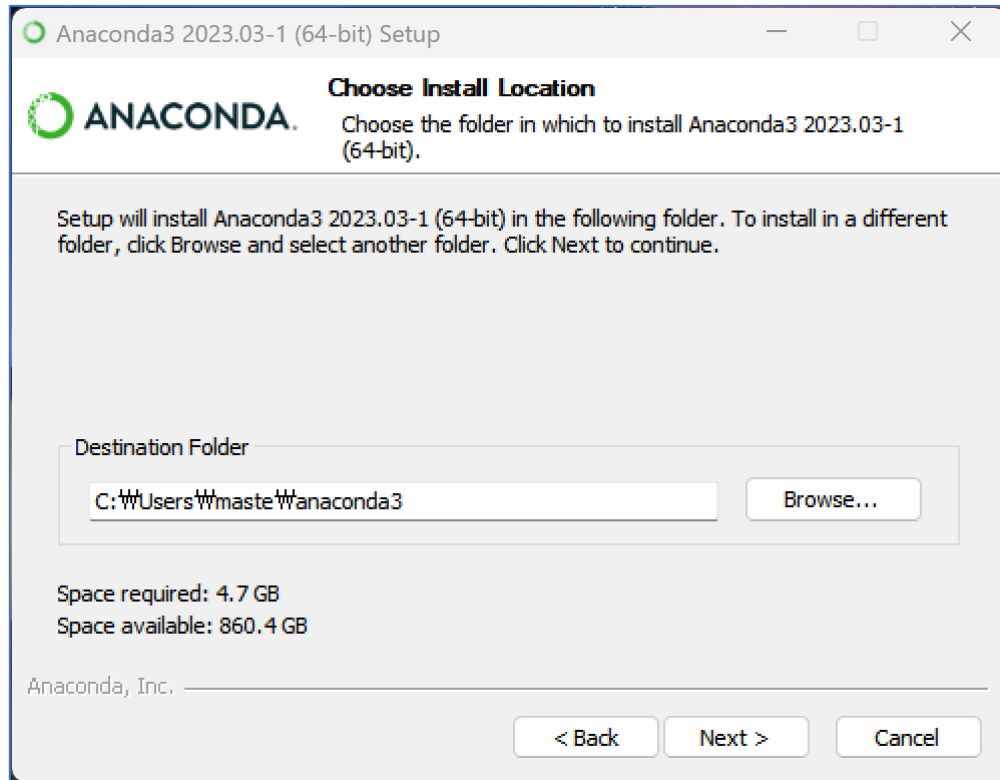 Anaconda3 2023.03-1 (64-bit) Setup
ANACONDA.
Choose Install Location
Choose the folder in which to install Anaconda3 2023.03-1
(64-bit).
Setup will install Anaconda3 2023.03-1 (64-bit) in the following folder. To install in a different
folder, click Browse and select another folder. Click Next to continue.
Destination Folder
C:₩Users₩maste₩anaconda3
Browse...
Space required: 4.7 GB
Space available: 860.4 GB
Anaconda, Inc.
< Back
Next >
Cancel